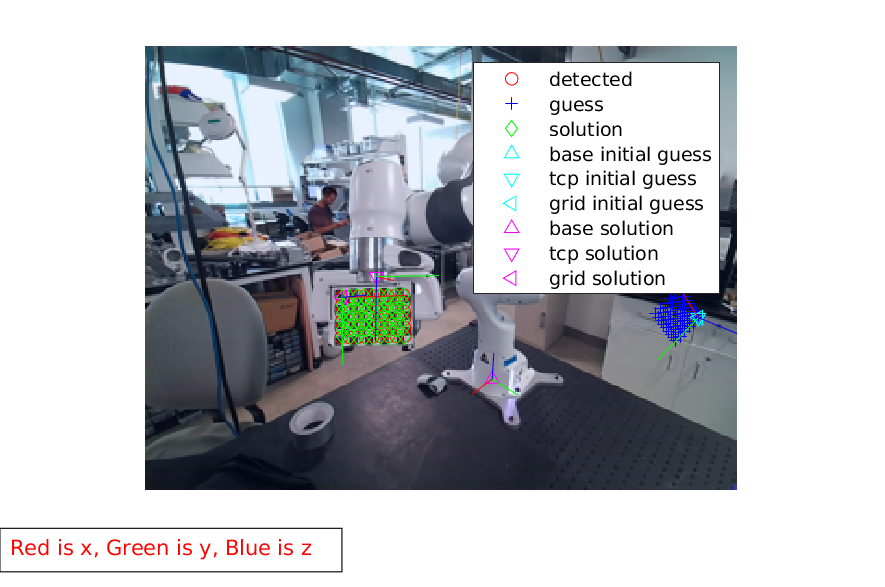 detected
guess
solution
base initial guess
tcp initial guess
grid initial guess
base solution
tcp solution
grid solution
Red is x, Green is y, Blue is z